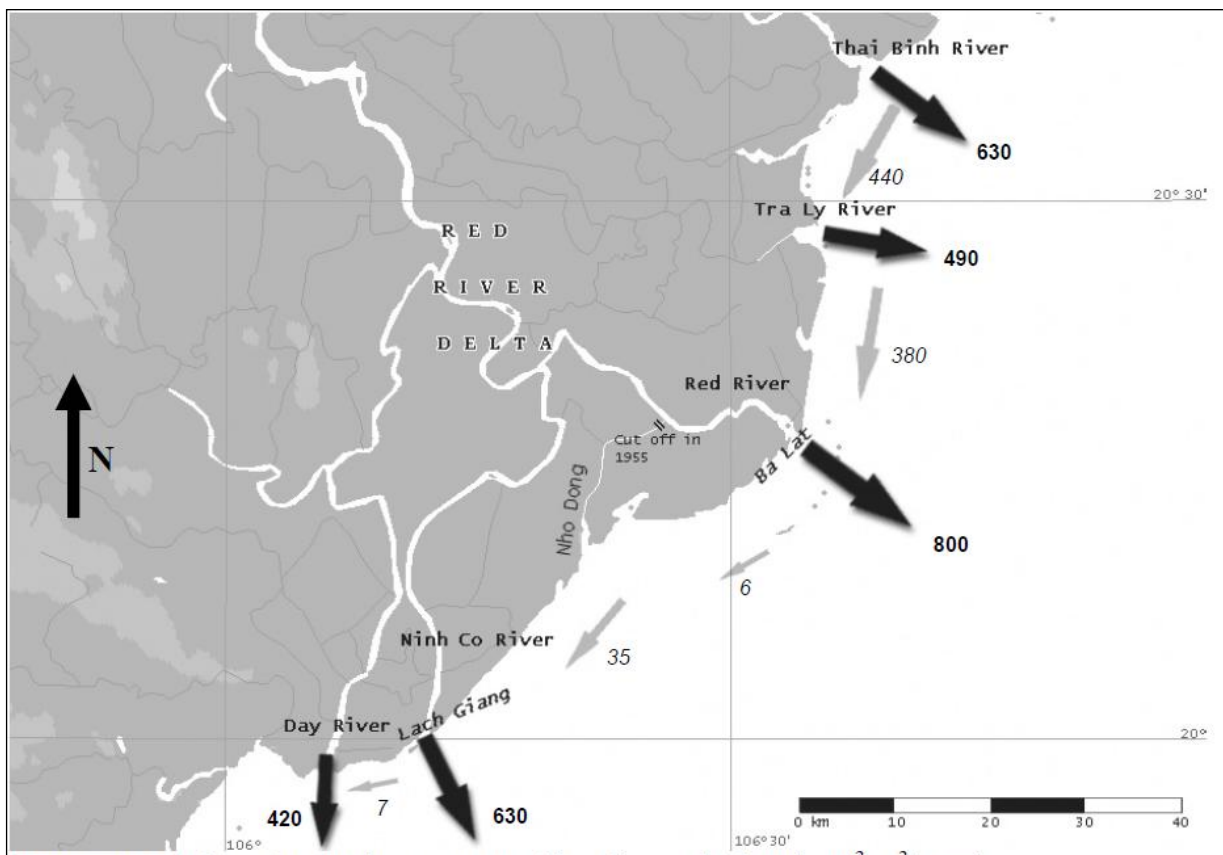 Thai Binh River
630
440
20° 30'
Tra Ly River
490
R E D
R I V E R
D E L T A
380
Red River
N
Cut off in
1955
Ba Lat
Nho Dong
800
6
Ninh Co River
35
Lach Giang
Day River
20°
420
7
630
0 km 10 20 30 40
106°
106° 30'